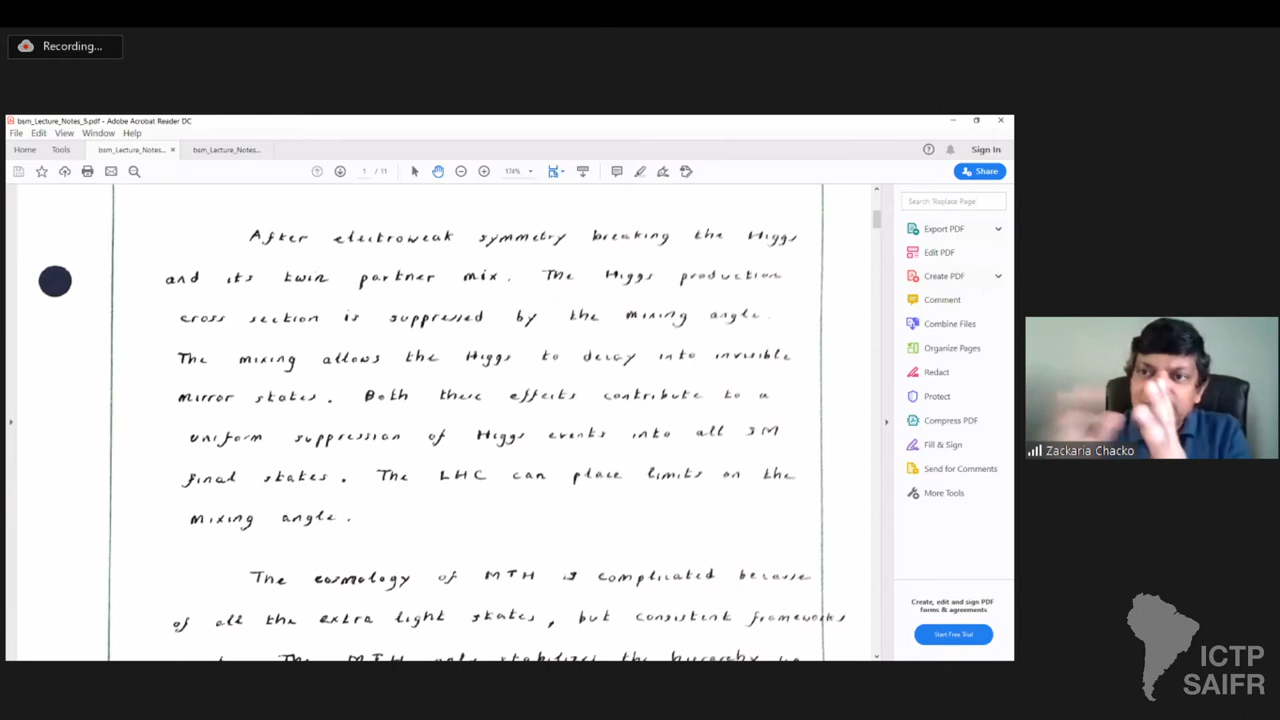 Recording...
bsm_Lecture_Notes_5.pdf - Adobe Acrobat Reader DC
File Edit View Window Help
Home Tools bsm_Lecture_Notes... × bsm_Lecture_Notes... Sign In
1 / 11 174% Share
After electroweak symmetry breaking the Higgs
and its twin partner mix. The Higgs production
cross section is suppressed by the mixing angle.
The mixing allows the Higgs to decay into invisible
mirror states. Both these effects contribute to a
uniform suppression of Higgs events into all SM
final states. The LHC can place limits on the
mixing angle.
The cosmology of MTH is complicated because
of all the extra light states, but consistent frameworks
The MTH only stabilizes the hierarchy up
Search 'Replace Page'
Export PDF
Edit PDF
Create PDF
Comment
Combine Files
Organize Pages
Redact
Protect
Compress PDF
Fill & Sign
Send for Comments
More Tools
Create, edit and sign PDF
forms & agreements
Start Free Trial
Zackaria Chacko
ICTP
SAIFR